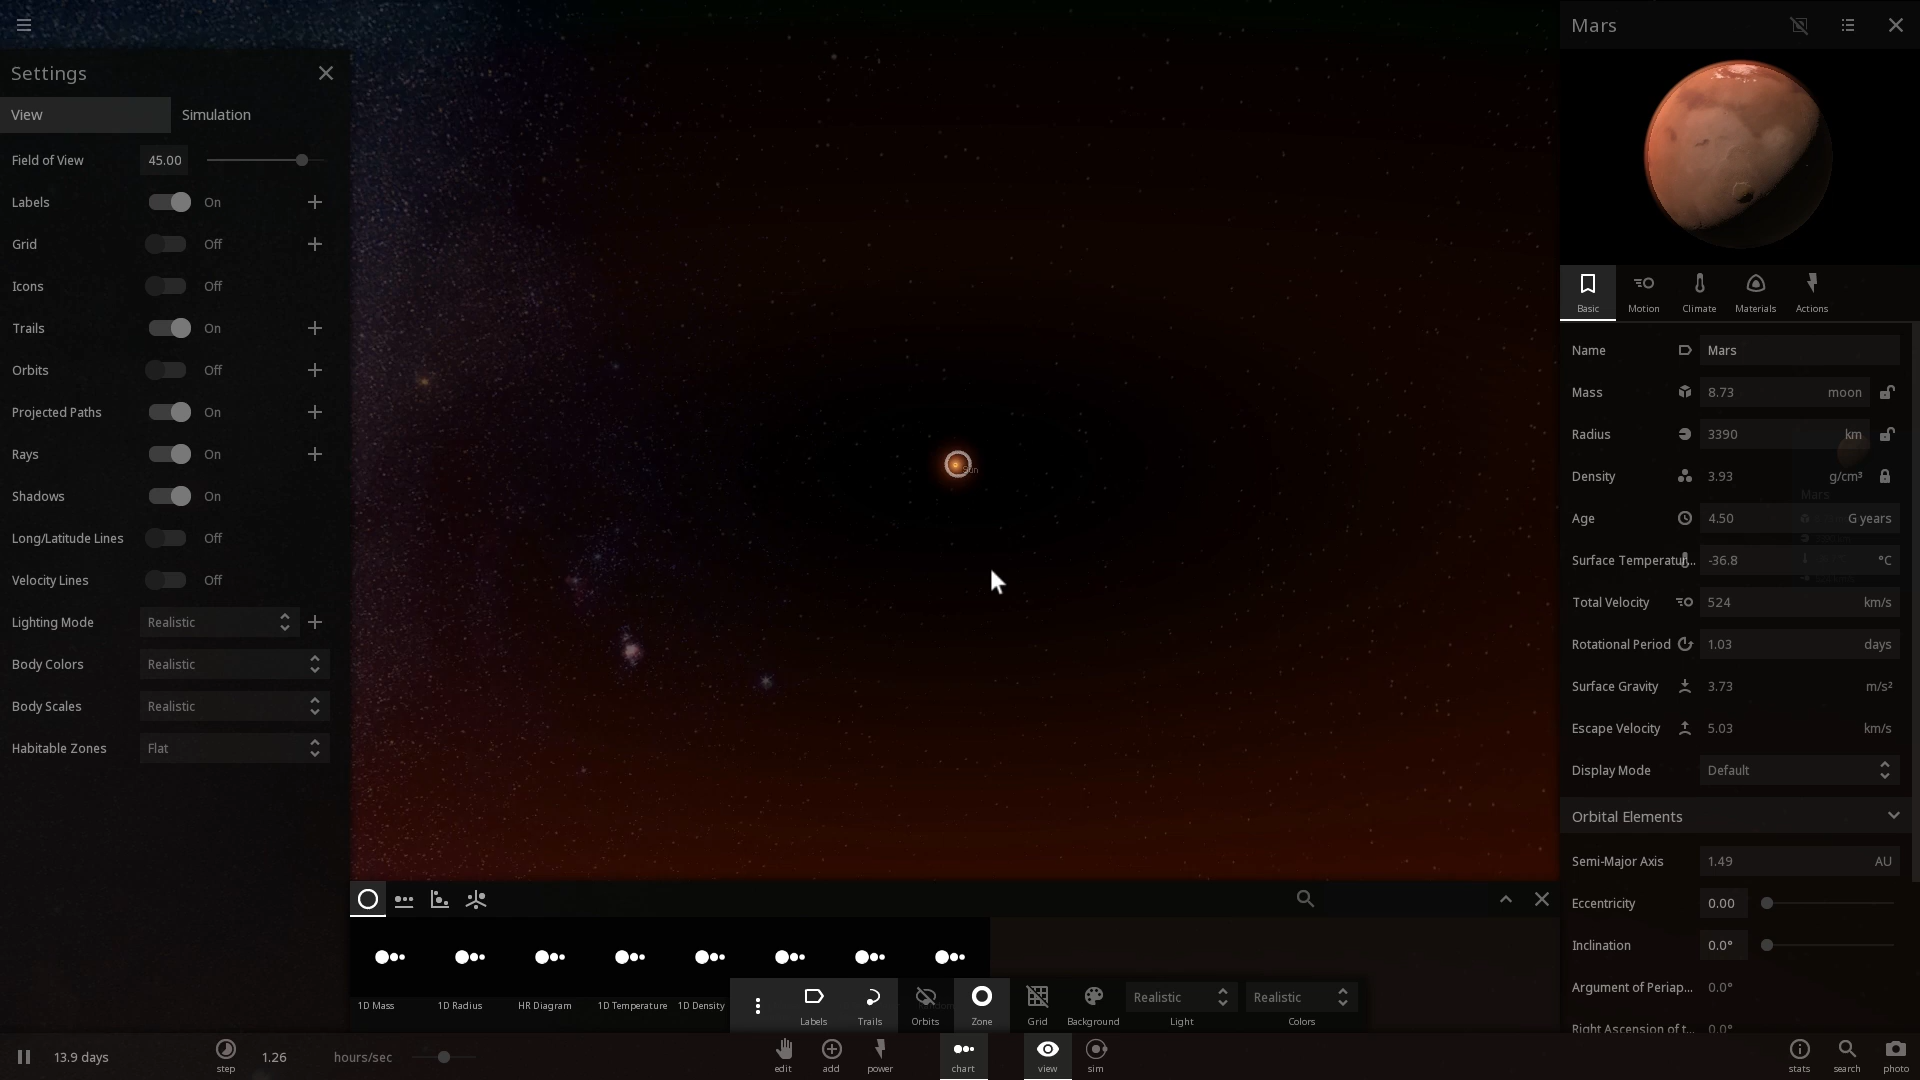 Mars
Settings
View
Simulation
Field of View 45.00
Labels On
Grid Off
Icons Off
Trails On
Orbits Off
Projected Paths On
Rays On
Shadows On
Long/Latitude Lines Off
Velocity Lines Off
Lighting Mode Realistic
Body Colors Realistic
Body Scales Realistic
Habitable Zones Flat
Sun
Basic Motion Climate Materials Actions
Name Mars
Mass 8.73 moon
Radius 3390 km
Density 3.93 g/cm³
Mars
Age 4.50 G years
Surface Temperatur... -36.8 °C
Total Velocity 524 km/s
Rotational Period 1.03 days
Surface Gravity 3.73 m/s²
Escape Velocity 5.03 km/s
Display Mode Default
Orbital Elements
Semi-Major Axis 1.49 AU
Eccentricity 0.00
Inclination 0.0°
Argument of Periap... 0.0°
Right Ascension of t... 0.0°
1D Mass 1D Radius HR Diagram 1D Temperature 1D Density
Labels Trails Orbits Zone Grid Background
Realistic Light
Realistic Colors
13.9 days
step
1.26 hours/sec
edit add power chart view sim
stats search photo